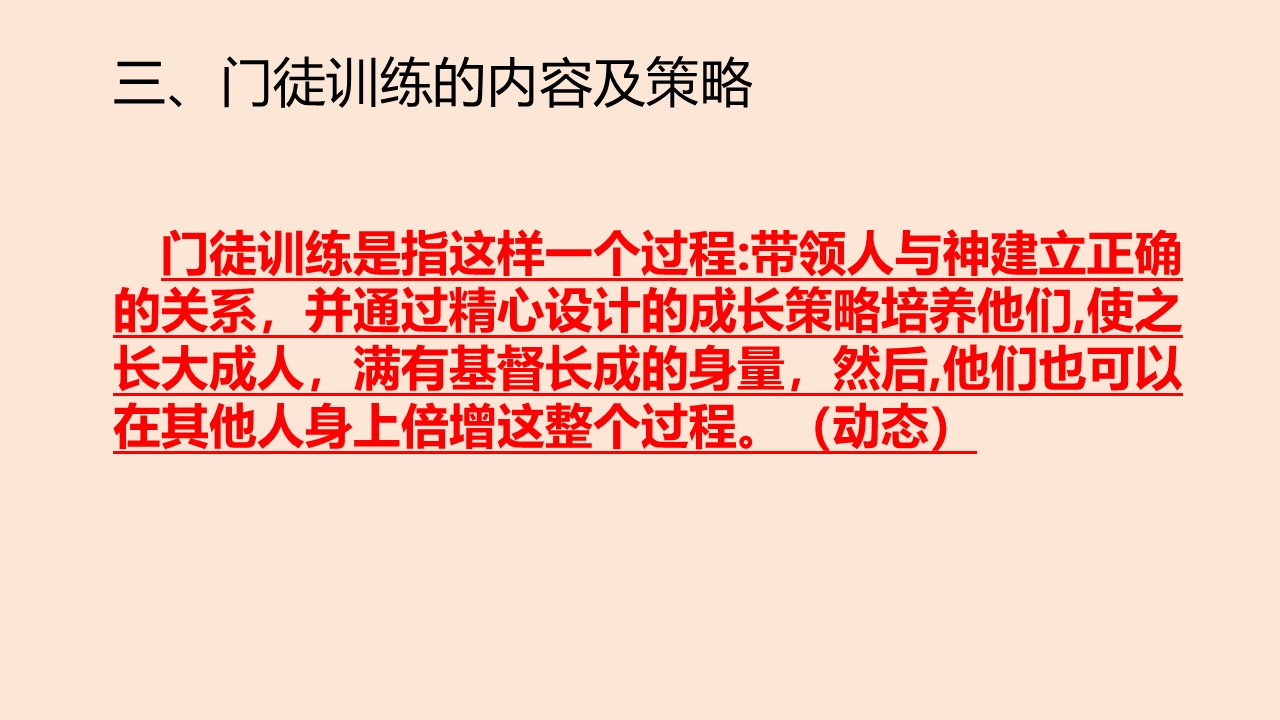 三、门徒训练的内容及策略
门徒训练是指这样一个过程:带领人与神建立正确
的关系，并通过精心设计的成长策略培养他们,使之
长大成人，满有基督长成的身量，然后,他们也可以
在其他人身上倍增这整个过程。（动态）